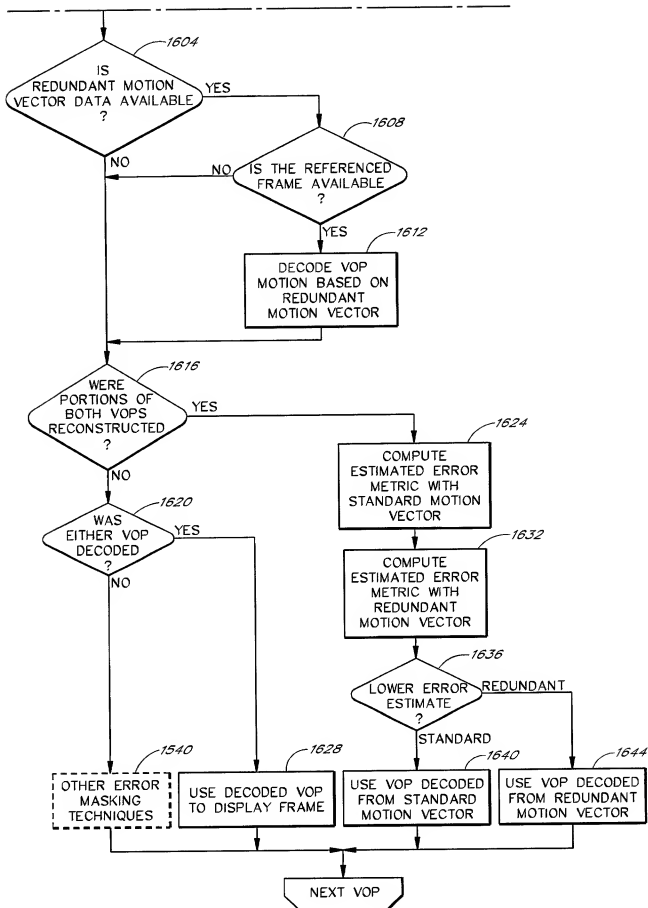 1604
IS
REDUNDANT MOTION
VECTOR DATA AVAILABLE
?
YES
NO
1608
IS THE REFERENCED
FRAME AVAILABLE
?
NO
YES
1612
DECODE VOP
MOTION BASED ON
REDUNDANT
MOTION VECTOR
1616
WERE
PORTIONS OF
BOTH VOPS
RECONSTRUCTED
?
YES
NO
1624
COMPUTE
ESTIMATED ERROR
METRIC WITH
STANDARD MOTION
VECTOR
1620
WAS
EITHER VOP
DECODED
?
YES
NO
1632
COMPUTE
ESTIMATED ERROR
METRIC WITH
REDUNDANT
MOTION VECTOR
1636
LOWER ERROR
ESTIMATE
?
REDUNDANT
STANDARD
1540
OTHER ERROR
MASKING
TECHNIQUES
1628
USE DECODED VOP
TO DISPLAY FRAME
1640
USE VOP DECODED
FROM STANDARD
MOTION VECTOR
1644
USE VOP DECODED
FROM REDUNDANT
MOTION VECTOR
NEXT VOP